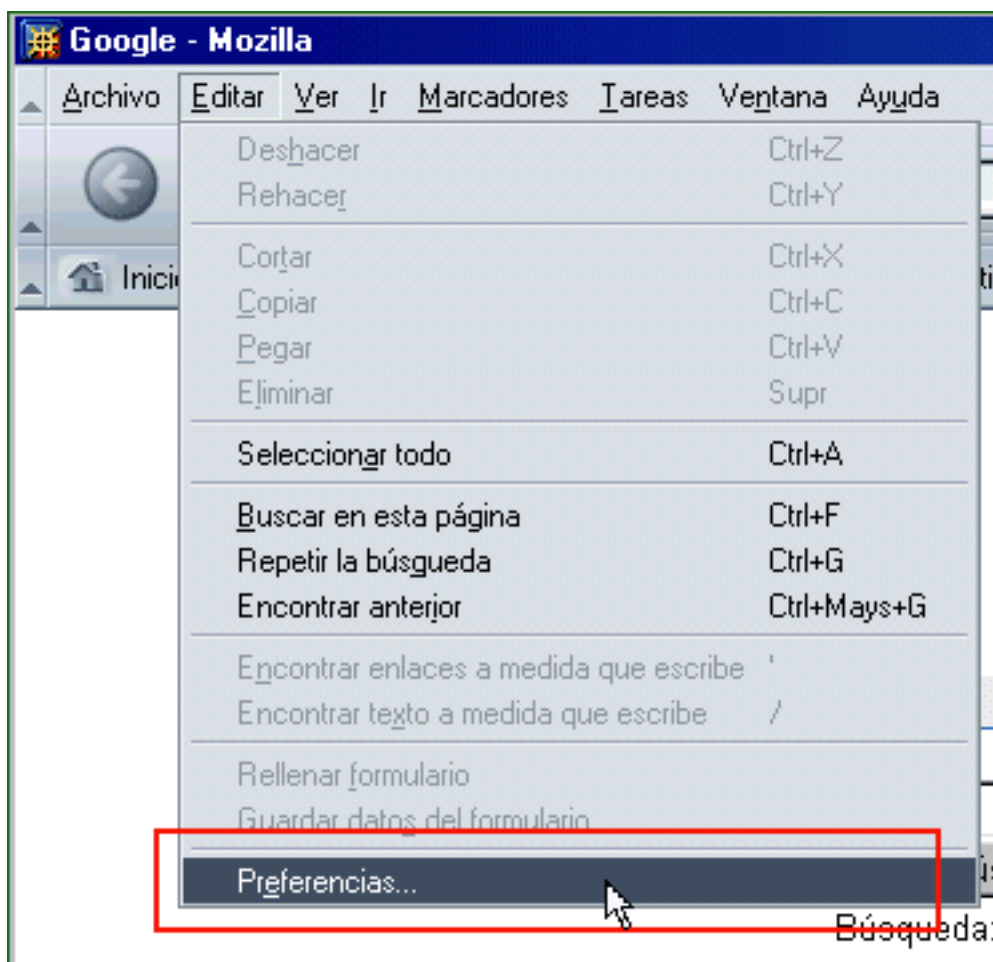 Google - Mozilla
Archivo Editar Ver Ir Marcadores Tareas Ventana Ayuda
Deshacer Ctrl+Z
Rehacer Ctrl+Y
Cortar Ctrl+X
Copiar Ctrl+C
Pegar Ctrl+V
Eliminar Supr
Seleccionar todo Ctrl+A
Buscar en esta página Ctrl+F
Repetir la búsqueda Ctrl+G
Encontrar anterior Ctrl+Mays+G
Encontrar enlaces a medida que escribe '
Encontrar texto a medida que escribe /
Rellenar formulario
Guardar datos del formulario
Preferencias...
Búsqueda: